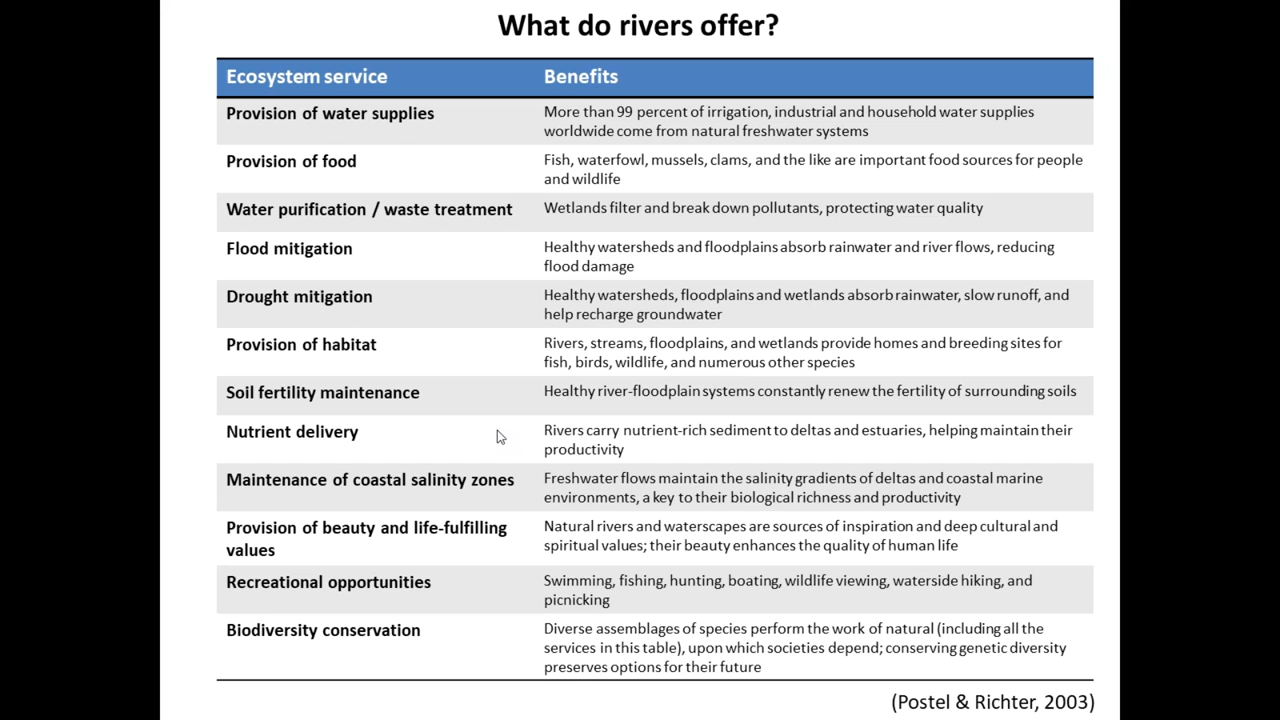 What do rivers offer?
Ecosystem service
Benefits
Provision of water supplies
More than 99 percent of irrigation, industrial and household water supplies
worldwide come from natural freshwater systems
Provision of food
Fish, waterfowl, mussels, clams, and the like are important food sources for people
and wildlife
Water purification / waste treatment
Wetlands filter and break down pollutants, protecting water quality
Flood mitigation
Healthy watersheds and floodplains absorb rainwater and river flows, reducing
flood damage
Drought mitigation
Healthy watersheds, floodplains and wetlands absorb rainwater, slow runoff, and
help recharge groundwater
Provision of habitat
Rivers, streams, floodplains, and wetlands provide homes and breeding sites for
fish, birds, wildlife, and numerous other species
Soil fertility maintenance
Healthy river-floodplain systems constantly renew the fertility of surrounding soils
Nutrient delivery
Rivers carry nutrient-rich sediment to deltas and estuaries, helping maintain their
productivity
Maintenance of coastal salinity zones
Freshwater flows maintain the salinity gradients of deltas and coastal marine
environments, a key to their biological richness and productivity
Provision of beauty and life-fulfilling
values
Natural rivers and waterscapes are sources of inspiration and deep cultural and
spiritual values; their beauty enhances the quality of human life
Recreational opportunities
Swimming, fishing, hunting, boating, wildlife viewing, waterside hiking, and
picnicking
Biodiversity conservation
Diverse assemblages of species perform the work of natural (including all the
services in this table), upon which societies depend; conserving genetic diversity
preserves options for their future
(Postel & Richter, 2003)